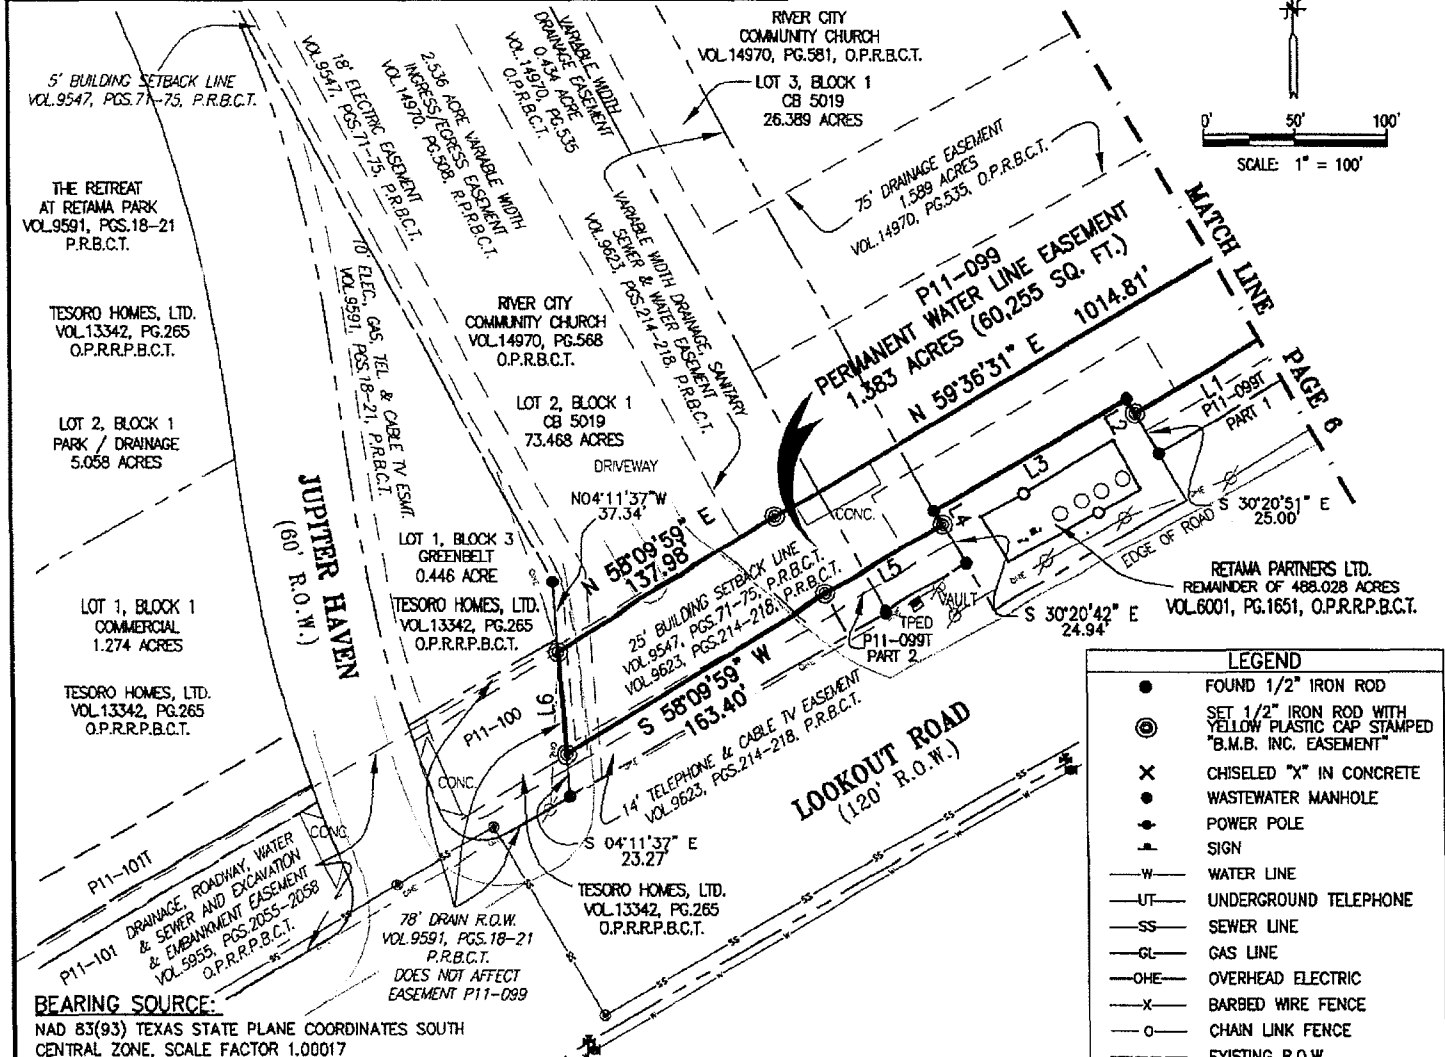 RIVER CITY
COMMUNITY CHURCH
VOL.14970, PG.581, O.P.R.B.C.T.
LOT 3, BLOCK 1
CB 5019
26.389 ACRES
0' 50' 100'
SCALE: 1" = 100'
5' BUILDING SETBACK LINE
VOL.9547, PGS.71-75, P.R.B.C.T.
18' ELECTRIC EASEMENT
VOL.9547, PGS.71-75, P.R.B.C.T.
2.536 ACRE VARIABLE WIDTH
INGRESS/EGRESS EASEMENT
VOL.14970, PG.508, R.P.R.B.C.T.
VARIABLE WIDTH
DRAINAGE EASEMENT
0.434 ACRE
VOL.14970, PG.535
O.P.R.B.C.T.
75' DRAINAGE EASEMENT
1.589 ACRES
VOL.14970, PG.535, O.P.R.B.C.T.
THE RETREAT
AT RETAMA PARK
VOL.9591, PGS.18-21
P.R.B.C.T.
TESORO HOMES, LTD.
VOL.13342, PG.265
O.P.R.R.P.B.C.T.
LOT 2, BLOCK 1
PARK / DRAINAGE
5.058 ACRES
LOT 1, BLOCK 1
COMMERCIAL
1.274 ACRES
TESORO HOMES, LTD.
VOL.13342, PG.265
O.P.R.R.P.B.C.T.
10' ELEC., GAS, TEL. & CABLE TV ESMT.
VOL.9591, PGS.18-21, P.R.B.C.T.
JUPITER HAVEN
(60' R.O.W.)
VARIABLE WIDTH DRAINAGE, SANITARY
SEWER & WATER EASEMENT
VOL.9623, PGS.214-218, P.R.B.C.T.
RIVER CITY
COMMUNITY CHURCH
VOL.14970, PG.568
O.P.R.B.C.T.
LOT 2, BLOCK 1
CB 5019
73.468 ACRES
DRIVEWAY
P11-099
PERMANENT WATER LINE EASEMENT
1.383 ACRES (60,255 SQ. FT.)
N 59°36'31" E 1014.81'
MATCH LINE PAGE 6
N04°11'37"W
37.34'
LOT 1, BLOCK 3
GREENBELT
0.446 ACRE
TESORO HOMES, LTD.
VOL.13342, PG.265
O.P.R.R.P.B.C.T.
N 58°09'59" E
137.98'
25' BUILDING SETBACK LINE
VOL.9547, PGS.71-75, P.R.B.C.T.
VOL.9623, PGS.214-218, P.R.B.C.T.
CONC.
L1
P11-099T
PART 1
L2
L3
L4
L5
L6
S 30°20'51" E
25.00'
OHE
EDGE OF ROAD
RETAMA PARTNERS LTD.
REMAINDER OF 488.028 ACRES
VOL.6001, PG.1651, O.P.R.R.P.B.C.T.
S 30°20'42" E
24.94'
VAULT
TPED
P11-099T
PART 2
S 58°09'59" W
163.40'
14' TELEPHONE & CABLE TV EASEMENT
VOL.9623, PGS.214-218, P.R.B.C.T.
LOOKOUT ROAD
(120' R.O.W.)
P11-100
CONC.
S 04°11'37" E
23.27'
TESORO HOMES, LTD.
VOL.13342, PG.265
O.P.R.R.P.B.C.T.
CONC.
P11-101T
P11-101
DRAINAGE, ROADWAY, WATER
& SEWER AND EXCAVATION
& EMBANKMENT EASEMENT
VOL.5955, PGS.2055-2058
O.P.R.R.P.B.C.T.
78' DRAIN R.O.W.
VOL.9591, PGS.18-21
P.R.B.C.T.
DOES NOT AFFECT
EASEMENT P11-099
SS
W
BEARING SOURCE:
NAD 83(93) TEXAS STATE PLANE COORDINATES SOUTH
CENTRAL ZONE, SCALE FACTOR 1.00017
LEGEND
FOUND 1/2" IRON ROD
SET 1/2" IRON ROD WITH
YELLOW PLASTIC CAP STAMPED
"B.M.B. INC. EASEMENT"
CHISELED "X" IN CONCRETE
WASTEWATER MANHOLE
POWER POLE
SIGN
W WATER LINE
UT UNDERGROUND TELEPHONE
SS SEWER LINE
GL GAS LINE
OHE OVERHEAD ELECTRIC
X BARBED WIRE FENCE
O CHAIN LINK FENCE
EXISTING R.O.W.